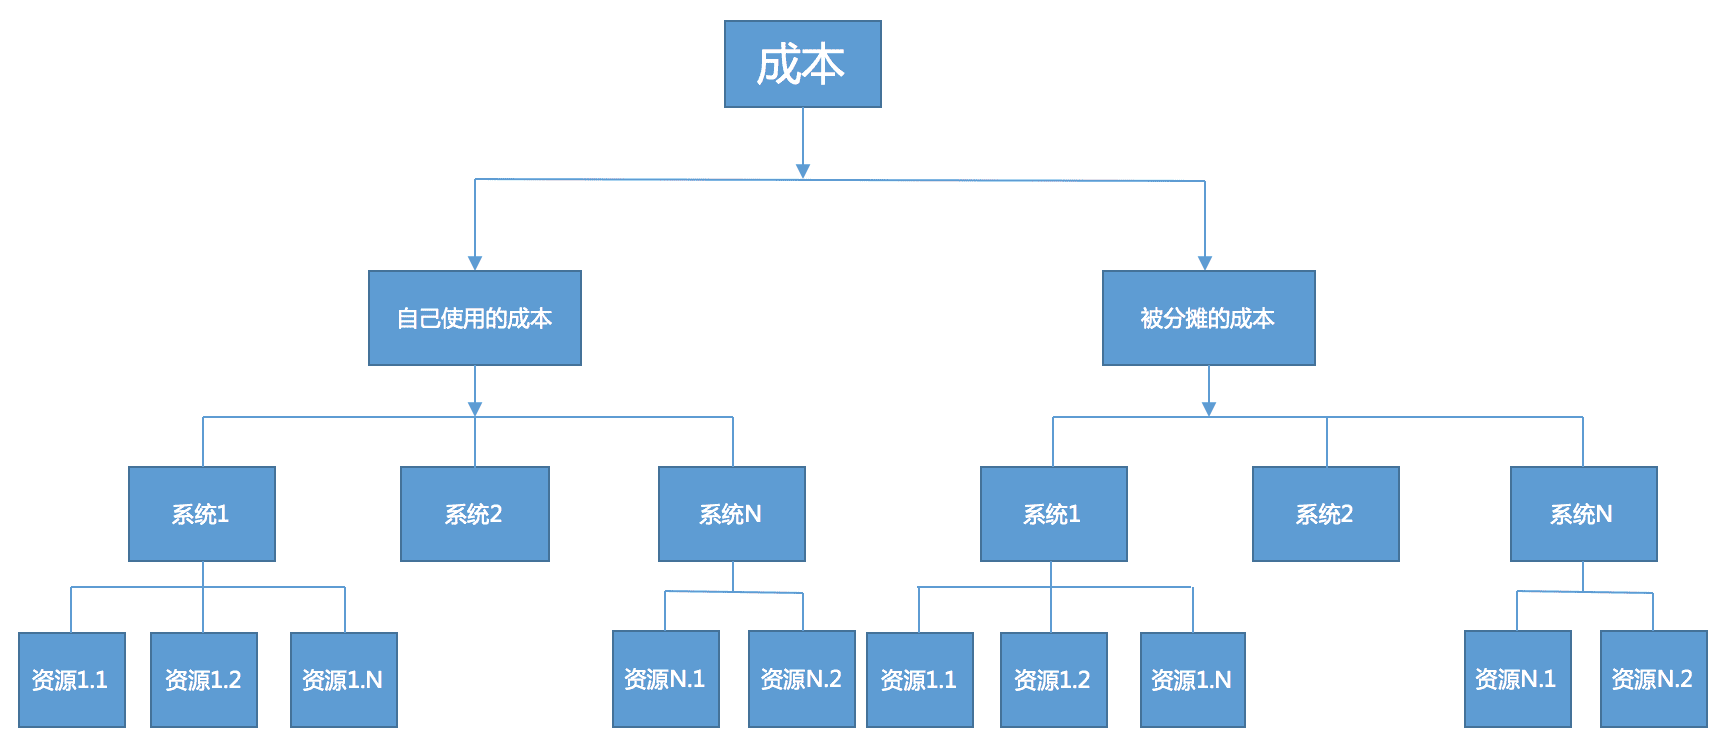 成本
自己使用的成本
被分摊的成本
系统1
系统2
系统N
系统1
系统2
系统N
资源1.1
资源1.2
资源1.N
资源N.1
资源N.2
资源1.1
资源1.2
资源1.N
资源N.1
资源N.2